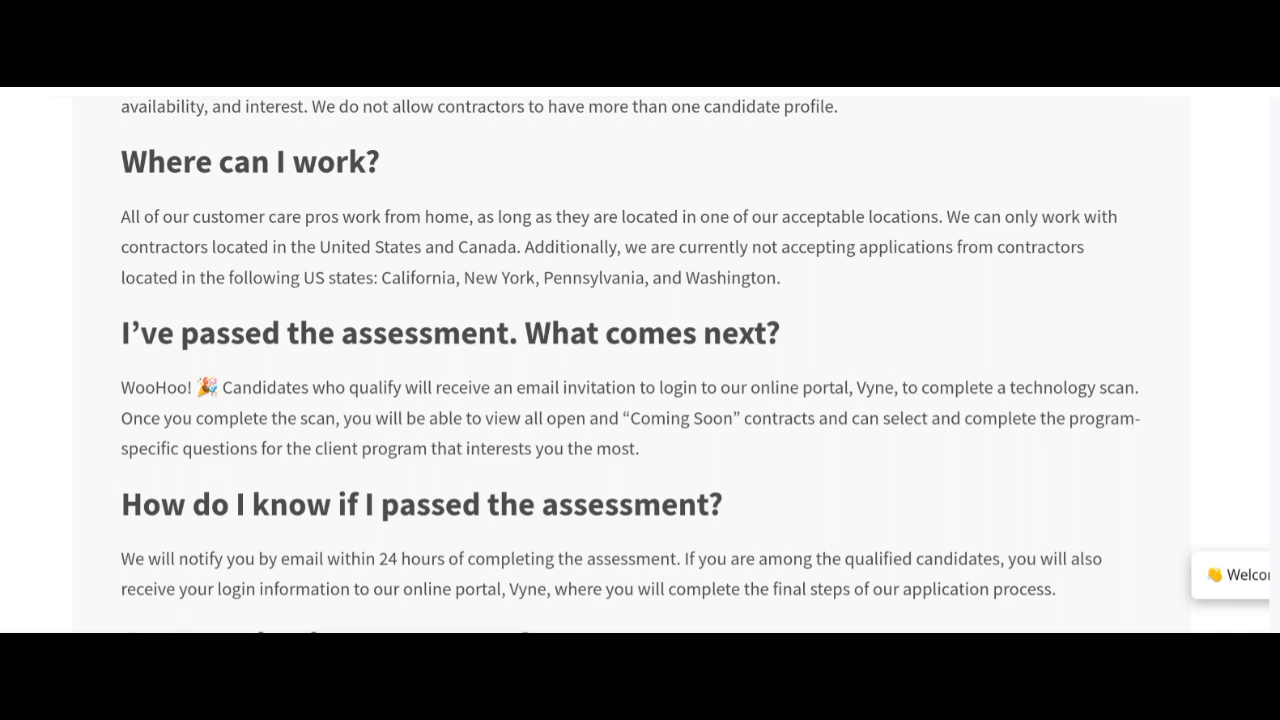 availability, and interest. We do not allow contractors to have more than one candidate profile.
Where can I work?
All of our customer care pros work from home, as long as they are located in one of our acceptable locations. We can only work with
contractors located in the United States and Canada. Additionally, we are currently not accepting applications from contractors
located in the following US states: California, New York, Pennsylvania, and Washington.
I’ve passed the assessment. What comes next?
WooHoo! 🎉 Candidates who qualify will receive an email invitation to login to our online portal, Vyne, to complete a technology scan.
Once you complete the scan, you will be able to view all open and “Coming Soon” contracts and can select and complete the program-
specific questions for the client program that interests you the most.
How do I know if I passed the assessment?
We will notify you by email within 24 hours of completing the assessment. If you are among the qualified candidates, you will also
receive your login information to our online portal, Vyne, where you will complete the final steps of our application process.
👋 Welco